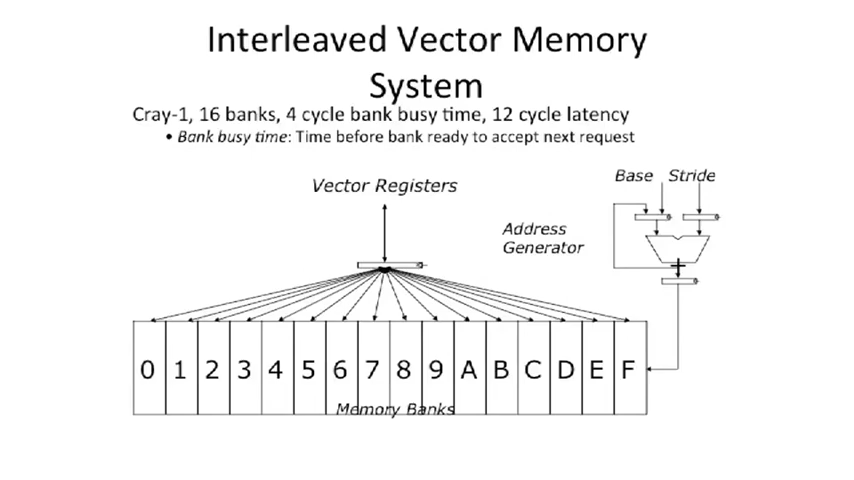 Interleaved Vector Memory
System
Cray-1, 16 banks, 4 cycle bank busy time, 12 cycle latency
• Bank busy time: Time before bank ready to accept next request
Base Stride
Vector Registers
Address
Generator
+
0 1 2 3 4 5 6 7 8 9 A B C D E F
Memory Banks